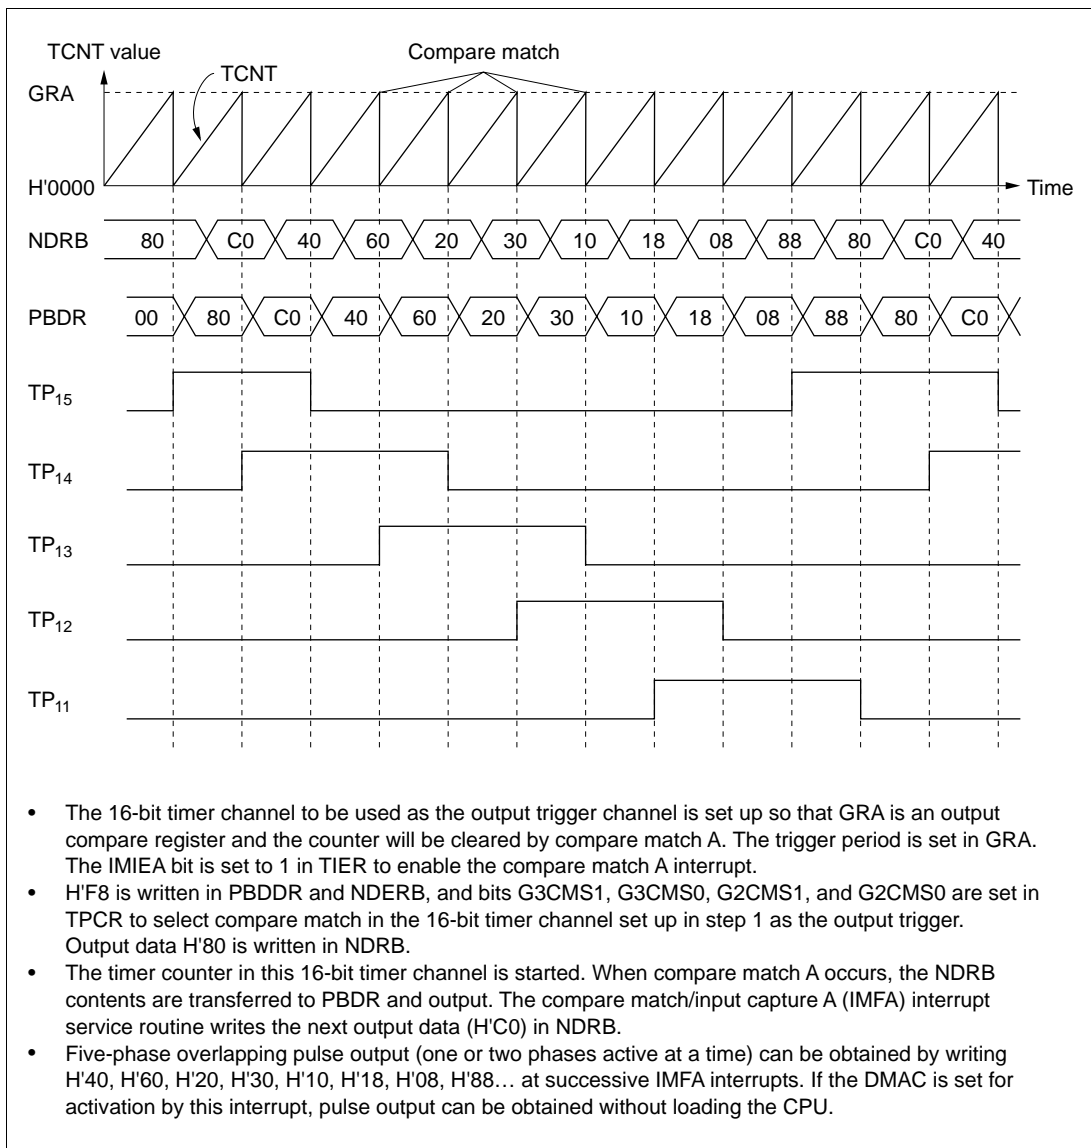 TCNT value
Compare match
TCNT
GRA
H'0000
Time
NDRB 80 C0 40 60 20 30 10 18 08 88 80 C0 40
PBDR 00 80 C0 40 60 20 30 10 18 08 88 80 C0
TP15
TP14
TP13
TP12
TP11
• The 16-bit timer channel to be used as the output trigger channel is set up so that GRA is an output
compare register and the counter will be cleared by compare match A. The trigger period is set in GRA.
The IMIEA bit is set to 1 in TIER to enable the compare match A interrupt.
• H'F8 is written in PBDDR and NDERB, and bits G3CMS1, G3CMS0, G2CMS1, and G2CMS0 are set in
TPCR to select compare match in the 16-bit timer channel set up in step 1 as the output trigger.
Output data H'80 is written in NDRB.
• The timer counter in this 16-bit timer channel is started. When compare match A occurs, the NDRB
contents are transferred to PBDR and output. The compare match/input capture A (IMFA) interrupt
service routine writes the next output data (H'C0) in NDRB.
• Five-phase overlapping pulse output (one or two phases active at a time) can be obtained by writing
H'40, H'60, H'20, H'30, H'10, H'18, H'08, H'88… at successive IMFA interrupts. If the DMAC is set for
activation by this interrupt, pulse output can be obtained without loading the CPU.